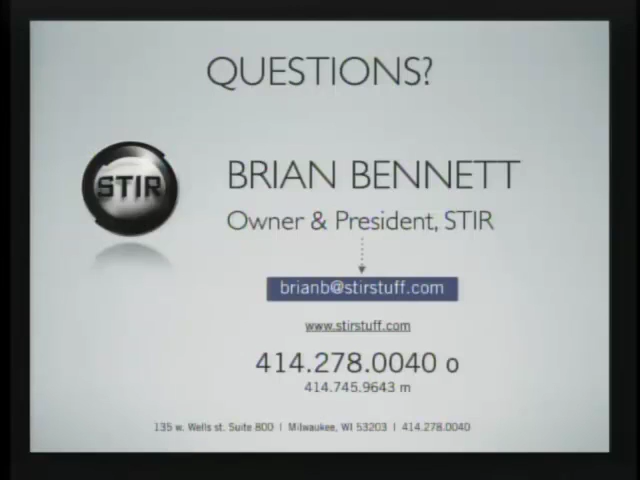 QUESTIONS?
STIR
BRIAN BENNETT
Owner & President, STIR
brianb@stirstuff.com
www.stirstuff.com
414.278.0040 o
414.745.9643 m
135 w. Wells st. Suite 800 | Milwaukee, WI 53203 | 414.278.0040